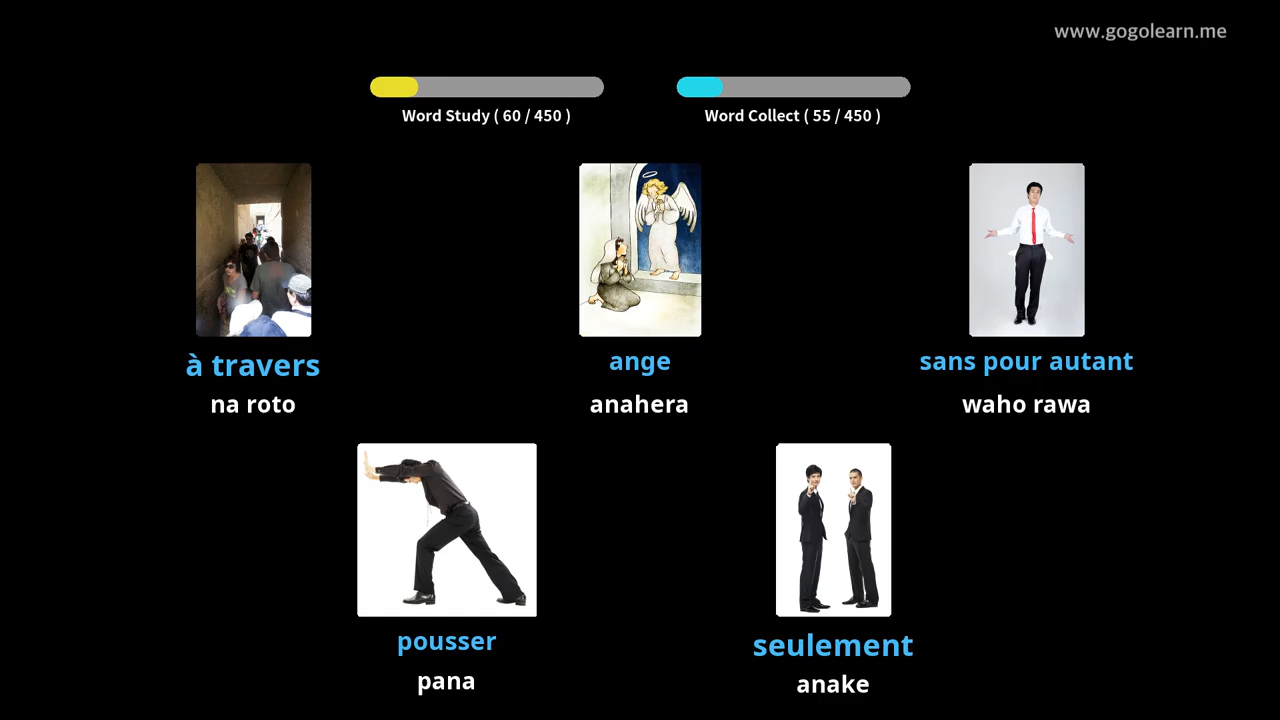 www.gogolearn.me
Word Study ( 60 / 450 )
Word Collect ( 55 / 450 )
à travers
na roto
ange
anahera
sans pour autant
waho rawa
pousser
pana
seulement
anake